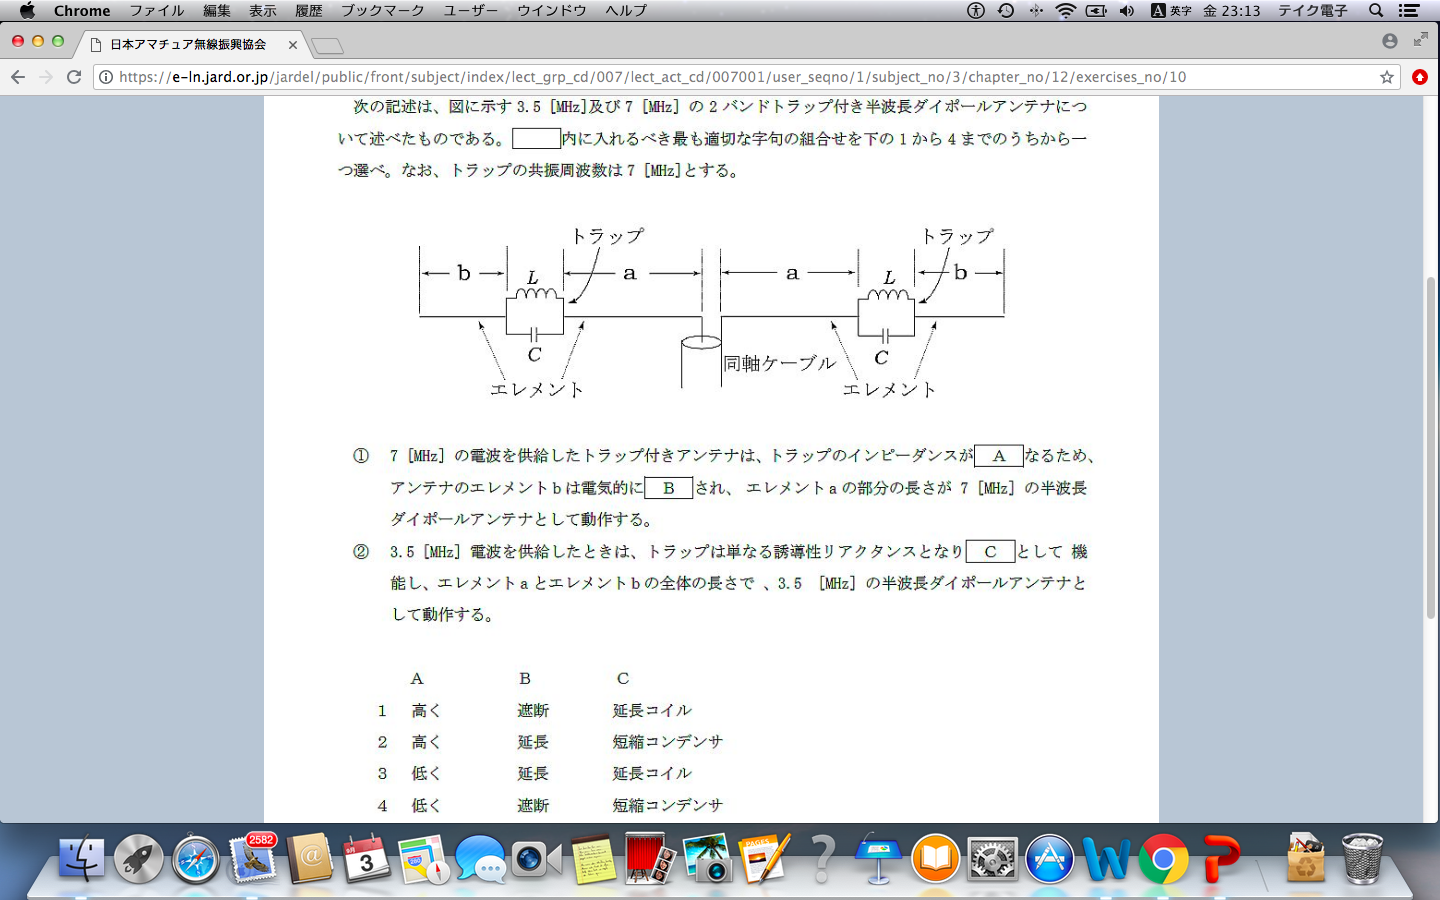 Chrome ファイル 編集 表示 履歴 ブックマーク ユーザー ウインドウ ヘルプ A 英字 金 23:13 テイク電子
日本アマチュア無線振興協会
https://e-ln.jard.or.jp/jardel/public/front/subject/index/lect_grp_cd/007/lect_act_cd/007001/user_seqno/1/subject_no/3/chapter_no/12/exercises_no/10
次の記述は、図に示す 3.5 [MHz]及び 7 [MHz] の 2 バンドトラップ付き半波長ダイポールアンテナにつ
いて述べたものである。 内に入れるべき最も適切な字句の組合せを下の 1 から 4 までのうちから一
つ選べ。なお、トラップの共振周波数は 7 [MHz]とする。
トラップ トラップ
b L a a L b
C 同軸ケーブル C
エレメント エレメント
① 7 [MHz] の電波を供給したトラップ付きアンテナは、トラップのインピーダンスが A なるため、
アンテナのエレメント b は電気的に B され、 エレメント a の部分の長さが 7 [MHz] の半波長
ダイポールアンテナとして動作する。
② 3.5 [MHz] 電波を供給したときは、トラップは単なる誘導性リアクタンスとなり C として 機
能し、エレメント a とエレメント b の全体の長さで 、3.5 [MHz] の半波長ダイポールアンテナと
して動作する。
A B C
1 高く 遮断 延長コイル
2 高く 延長 短縮コンデンサ
3 低く 延長 延長コイル
4 低く 遮断 短縮コンデンサ
2582
9月
3
280
PAGES
?